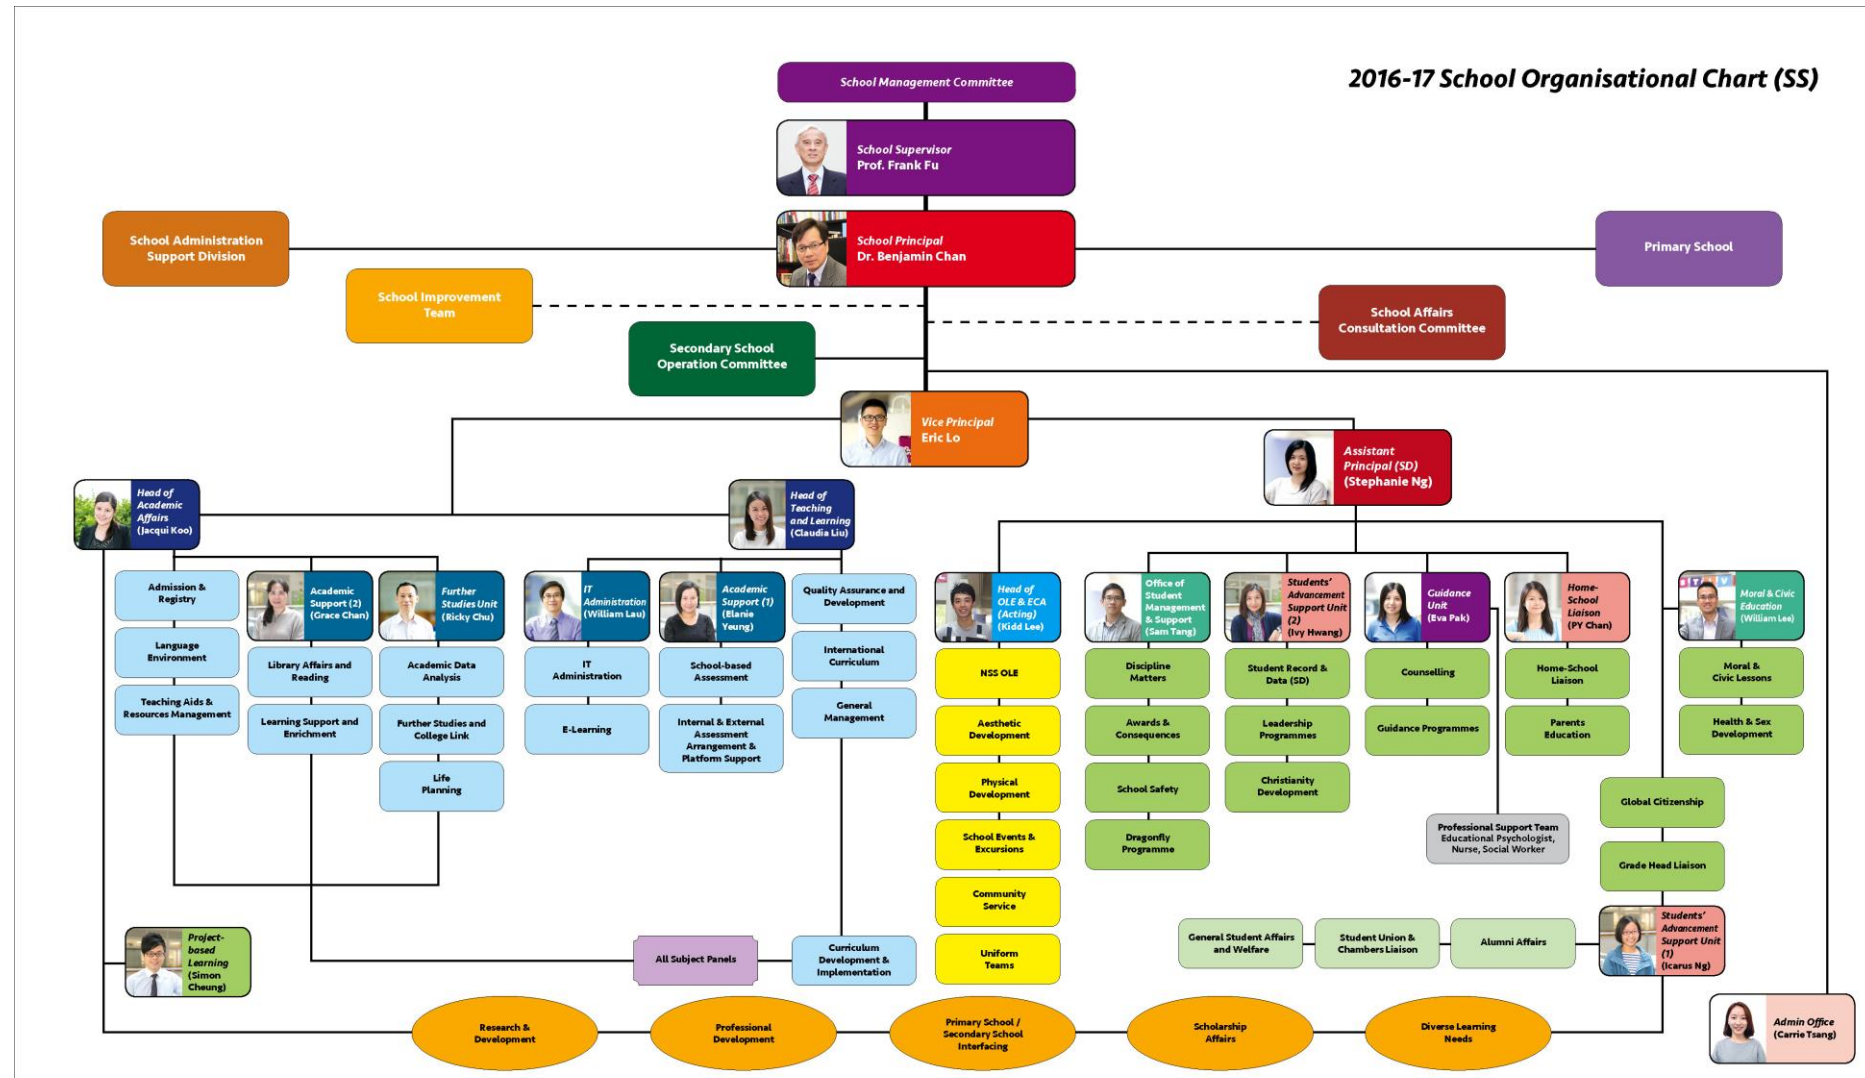 2016-17 School Organisational Chart (SS)
School Management Committee
School Supervisor
Prof. Frank Fu
School Administration
Support Division
School Principal
Dr. Benjamin Chan
Primary School
School Improvement
Team
School Affairs
Consultation Committee
Secondary School
Operation Committee
Vice Principal
Eric Lo
Assistant
Principal (SD)
(Stephanie Ng)
Head of
Academic
Affairs
(Jacqui Koo)
Head of
Teaching
and Learning
(Claudia Liu)
Admission &
Registry
Language
Environment
Teaching Aids &
Resources Management
Academic
Support (2)
(Grace Chan)
Library Affairs and
Reading
Learning Support and
Enrichment
Further
Studies Unit
(Ricky Chu)
Academic Data
Analysis
Further Studies and
College Link
Life
Planning
IT
Administration
(William Lau)
IT
Administration
E-Learning
Academic
Support (1)
(Elanie
Yeung)
School-based
Assessment
Internal & External
Assessment
Arrangement &
Platform Support
Quality Assurance and
Development
International
Curriculum
General
Management
Head of
OLE & ECA
(Acting)
(Kidd Lee)
NSS OLE
Aesthetic
Development
Physical
Development
School Events &
Excursions
Community
Service
Uniform
Teams
Office of
Student
Management
& Support
(Sam Tang)
Discipline
Matters
Awards &
Consequences
School Safety
Dragonfly
Programme
Students'
Advancement
Support Unit
(2)
(Ivy Hwang)
Student Record &
Data (SD)
Leadership
Programmes
Christianity
Development
Guidance
Unit
(Eva Pak)
Counselling
Guidance Programmes
Professional Support Team
Educational Psychologist,
Nurse, Social Worker
Home-
School
Liaison
(PY Chan)
Home-School
Liaison
Parents
Education
Moral & Civic
Education
(William Lee)
Moral &
Civic Lessons
Health & Sex
Development
Global Citizenship
Grade Head Liaison
Project-
based
Learning
(Simon
Cheung)
All Subject Panels
Curriculum
Development &
Implementation
General Student Affairs
and Welfare
Student Union &
Chambers Liaison
Alumni Affairs
Students'
Advancement
Support Unit
(1)
(Icarus Ng)
Research &
Development
Professional
Development
Primary School /
Secondary School
Interfacing
Scholarship
Affairs
Diverse Learning
Needs
Admin Office
(Carrie Tsang)